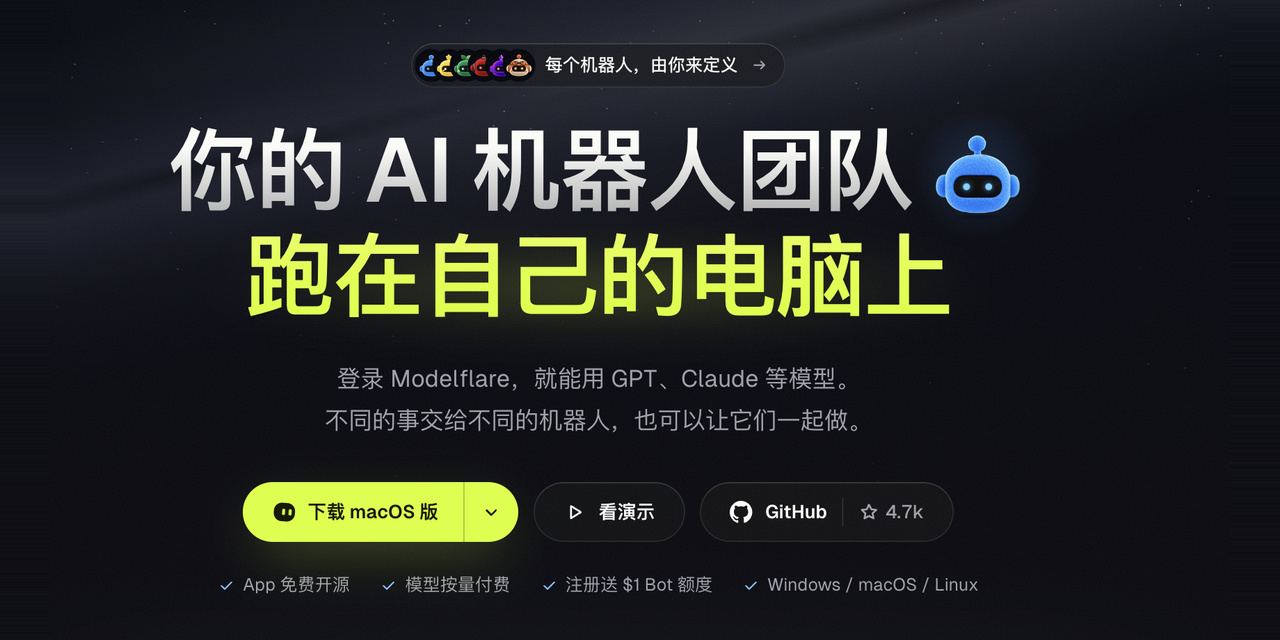 每个机器人，由你来定义 →
你的 AI 机器人团队
跑在自己的电脑上
登录 Modelflare，就能用 GPT、Claude 等模型。
不同的事交给不同的机器人，也可以让它们一起做。
下载 macOS 版
看演示
GitHub
4.7k
App 免费开源
模型按量付费
注册送 $1 Bot 额度
Windows / macOS / Linux